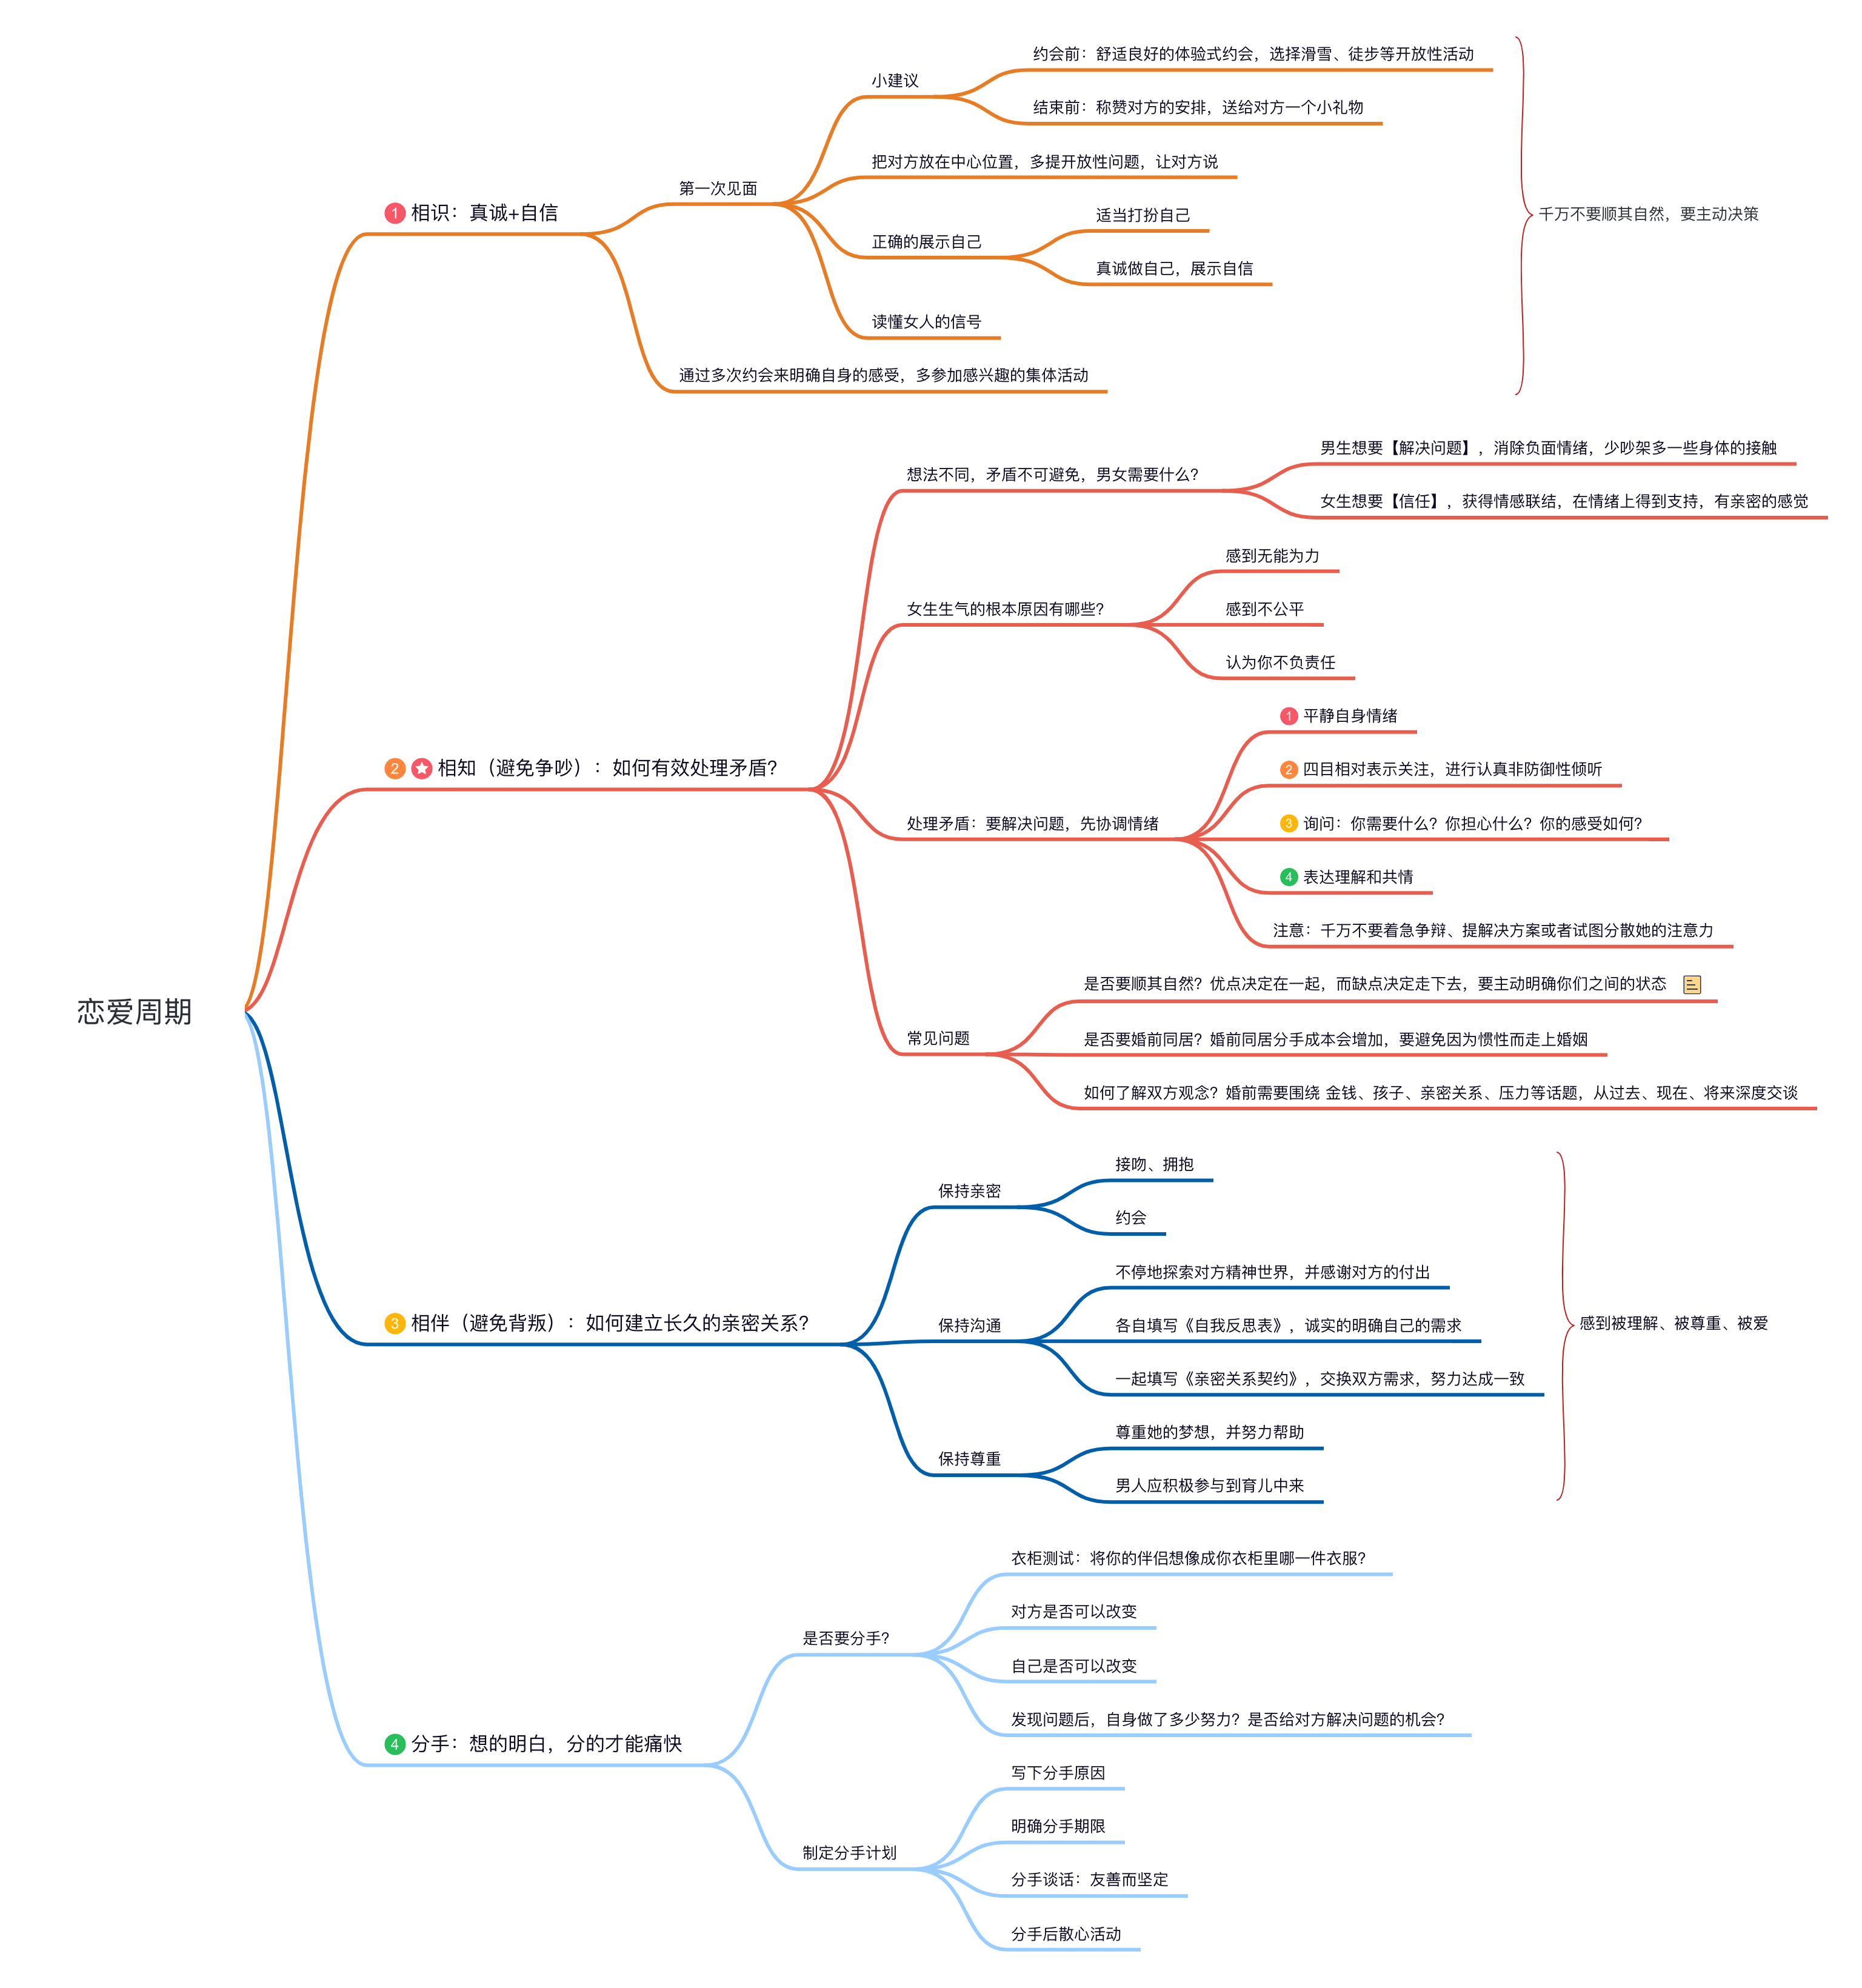 恋爱周期
1 相识：真诚+自信
第一次见面
小建议
约会前：舒适良好的体验式约会，选择滑雪、徒步等开放性活动
结束前：称赞对方的安排，送给对方一个小礼物
把对方放在中心位置，多提开放性问题，让对方说
正确的展示自己
适当打扮自己
真诚做自己，展示自信
读懂女人的信号
通过多次约会来明确自身的感受，多参加感兴趣的集体活动
千万不要顺其自然，要主动决策
2 相知（避免争吵）：如何有效处理矛盾？
想法不同，矛盾不可避免，男女需要什么？
男生想要【解决问题】，消除负面情绪，少吵架多一些身体的接触
女生想要【信任】，获得情感联结，在情绪上得到支持，有亲密的感觉
女生生气的根本原因有哪些？
感到无能为力
感到不公平
认为你不负责任
处理矛盾：要解决问题，先协调情绪
1 平静自身情绪
2 四目相对表示关注，进行认真非防御性倾听
3 询问：你需要什么？你担心什么？你的感受如何？
4 表达理解和共情
注意：千万不要着急争辩、提解决方案或者试图分散她的注意力
常见问题
是否要顺其自然？优点决定在一起，而缺点决定走下去，要主动明确你们之间的状态
是否要婚前同居？婚前同居分手成本会增加，要避免因为惯性而走上婚姻
如何了解双方观念？婚前需要围绕 金钱、孩子、亲密关系、压力等话题，从过去、现在、将来深度交谈
3 相伴（避免背叛）：如何建立长久的亲密关系？
保持亲密
接吻、拥抱
约会
保持沟通
不停地探索对方精神世界，并感谢对方的付出
各自填写《自我反思表》，诚实的明确自己的需求
一起填写《亲密关系契约》，交换双方需求，努力达成一致
保持尊重
尊重她的梦想，并努力帮助
男人应积极参与到育儿中来
感到被理解、被尊重、被爱
4 分手：想的明白，分的才能痛快
是否要分手？
衣柜测试：将你的伴侣想像成你衣柜里哪一件衣服？
对方是否可以改变
自己是否可以改变
发现问题后，自身做了多少努力？是否给对方解决问题的机会？
制定分手计划
写下分手原因
明确分手期限
分手谈话：友善而坚定
分手后散心活动